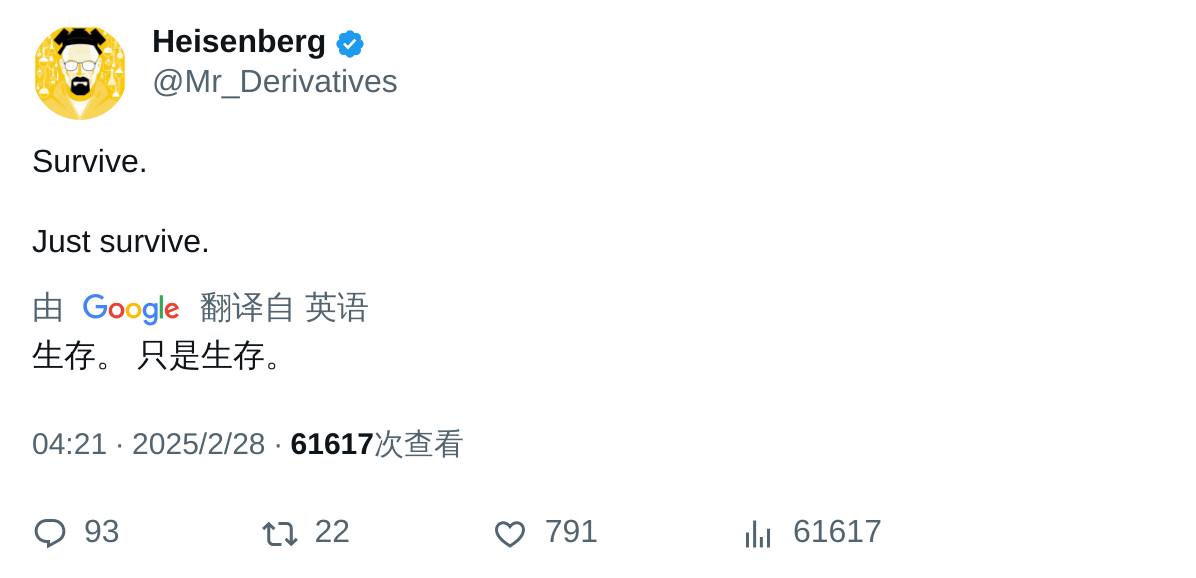 Heisenberg
@Mr_Derivatives
Survive.
Just survive.
由 Google 翻译自 英语
生存。 只是生存。
04:21 · 2025/2/28 · 61617次查看
93 22 791 61617